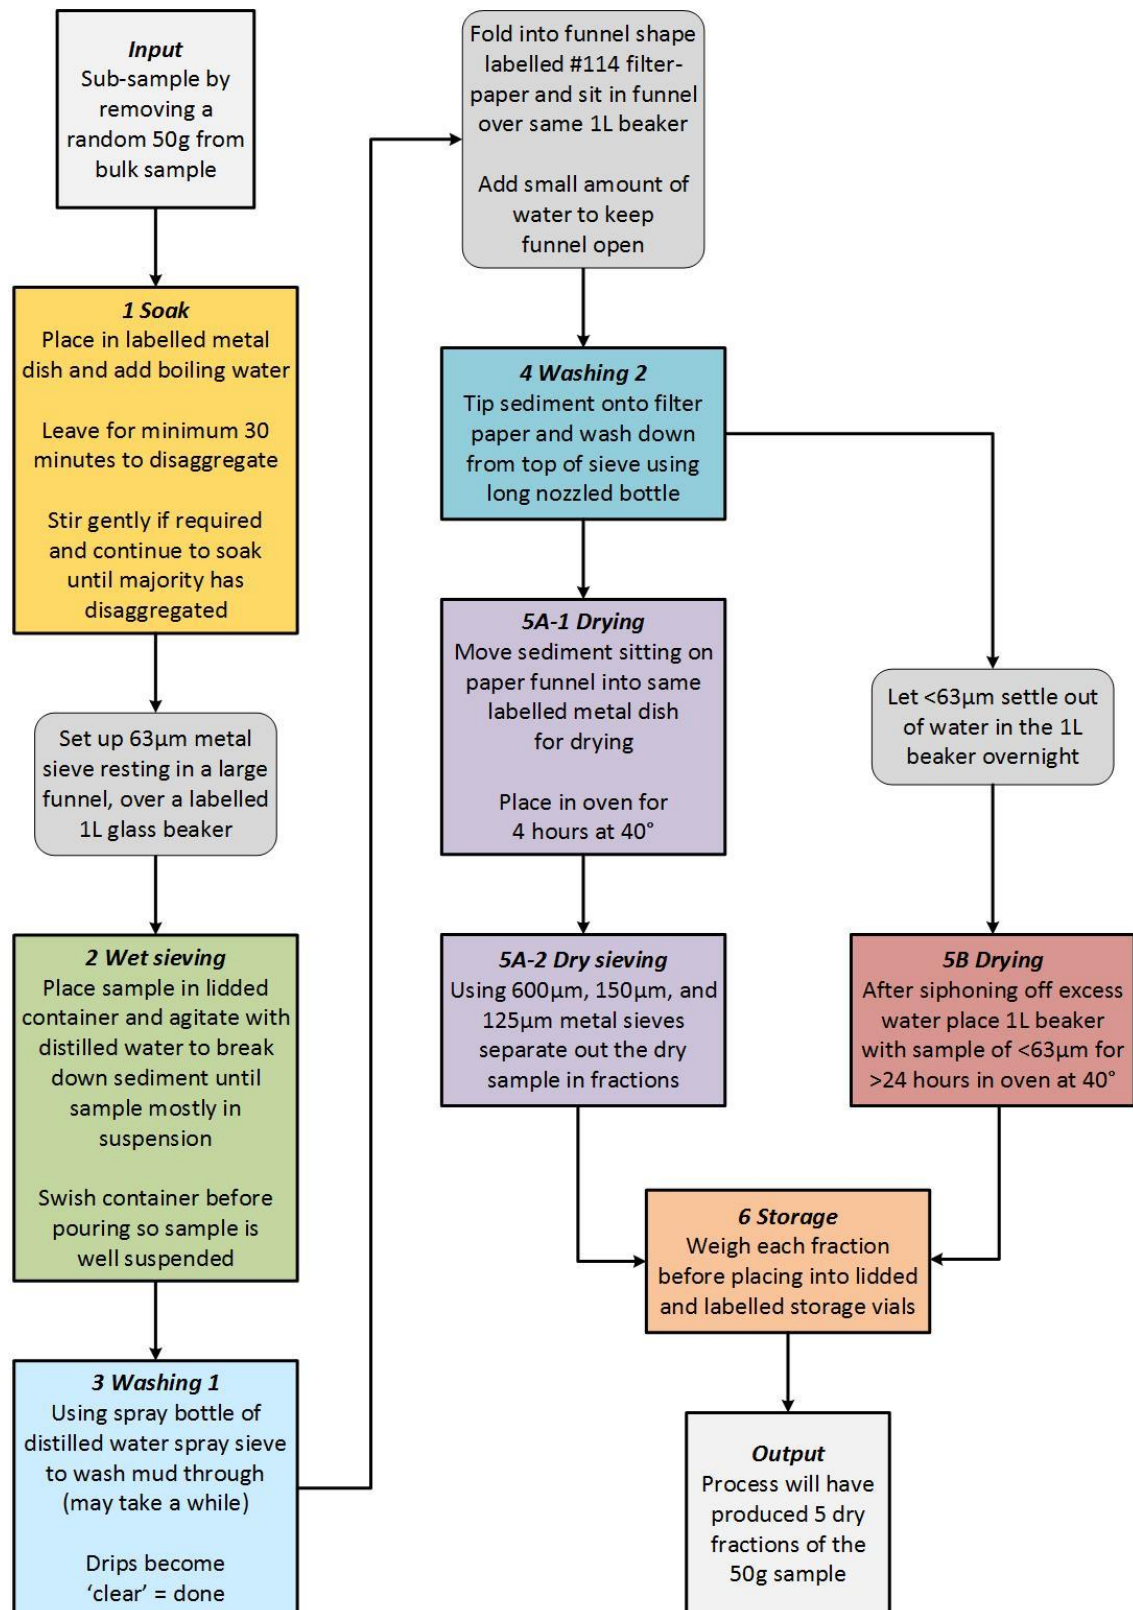 Input
Sub-sample by
removing a
random 50g from
bulk sample
1 Soak
Place in labelled metal
dish and add boiling water
Leave for minimum 30
minutes to disaggregate
Stir gently if required
and continue to soak
until majority has
disaggregated
Set up 63µm metal
sieve resting in a large
funnel, over a labelled
1L glass beaker
2 Wet sieving
Place sample in lidded
container and agitate with
distilled water to break
down sediment until
sample mostly in
suspension
Swish container before
pouring so sample is
well suspended
3 Washing 1
Using spray bottle of
distilled water spray sieve
to wash mud through
(may take a while)
Drips become
‘clear’ = done
Fold into funnel shape
labelled #114 filter-
paper and sit in funnel
over same 1L beaker
Add small amount of
water to keep
funnel open
4 Washing 2
Tip sediment onto filter
paper and wash down
from top of sieve using
long nozzled bottle
5A-1 Drying
Move sediment sitting on
paper funnel into same
labelled metal dish
for drying
Place in oven for
4 hours at 40°
5A-2 Dry sieving
Using 600µm, 150µm, and
125µm metal sieves
separate out the dry
sample in fractions
Let <63µm settle out
of water in the 1L
beaker overnight
5B Drying
After siphoning off excess
water place 1L beaker
with sample of <63µm for
>24 hours in oven at 40°
6 Storage
Weigh each fraction
before placing into lidded
and labelled storage vials
Output
Process will have
produced 5 dry
fractions of the
50g sample